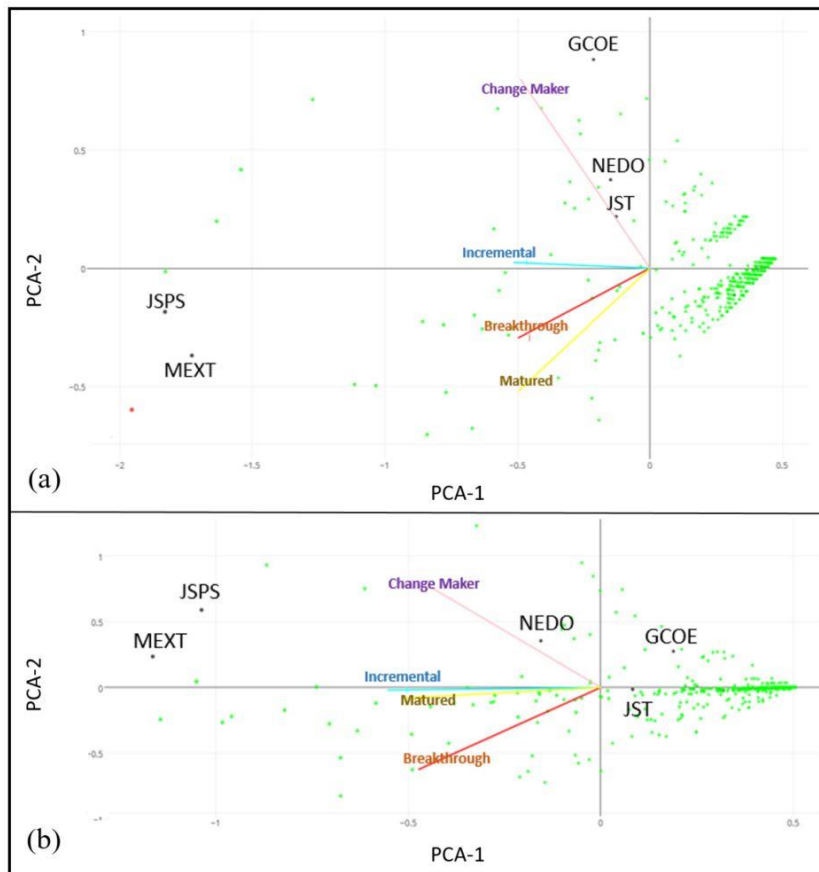 1
GCOE
Change Maker
0.5
NEDO
JST
Incremental
0
PCA-2
JSPS
Breakthrough
MEXT
Matured
−0.5
−2
−1.5
−1
−0.5
0
0.5
(a)
PCA-1
1
Change Maker
JSPS
NEDO
GCOE
0.5
MEXT
Incremental
0
Matured
JST
PCA-2
Breakthrough
−0.5
−1
−1
−0.5
0
0.5
(b)
PCA-1